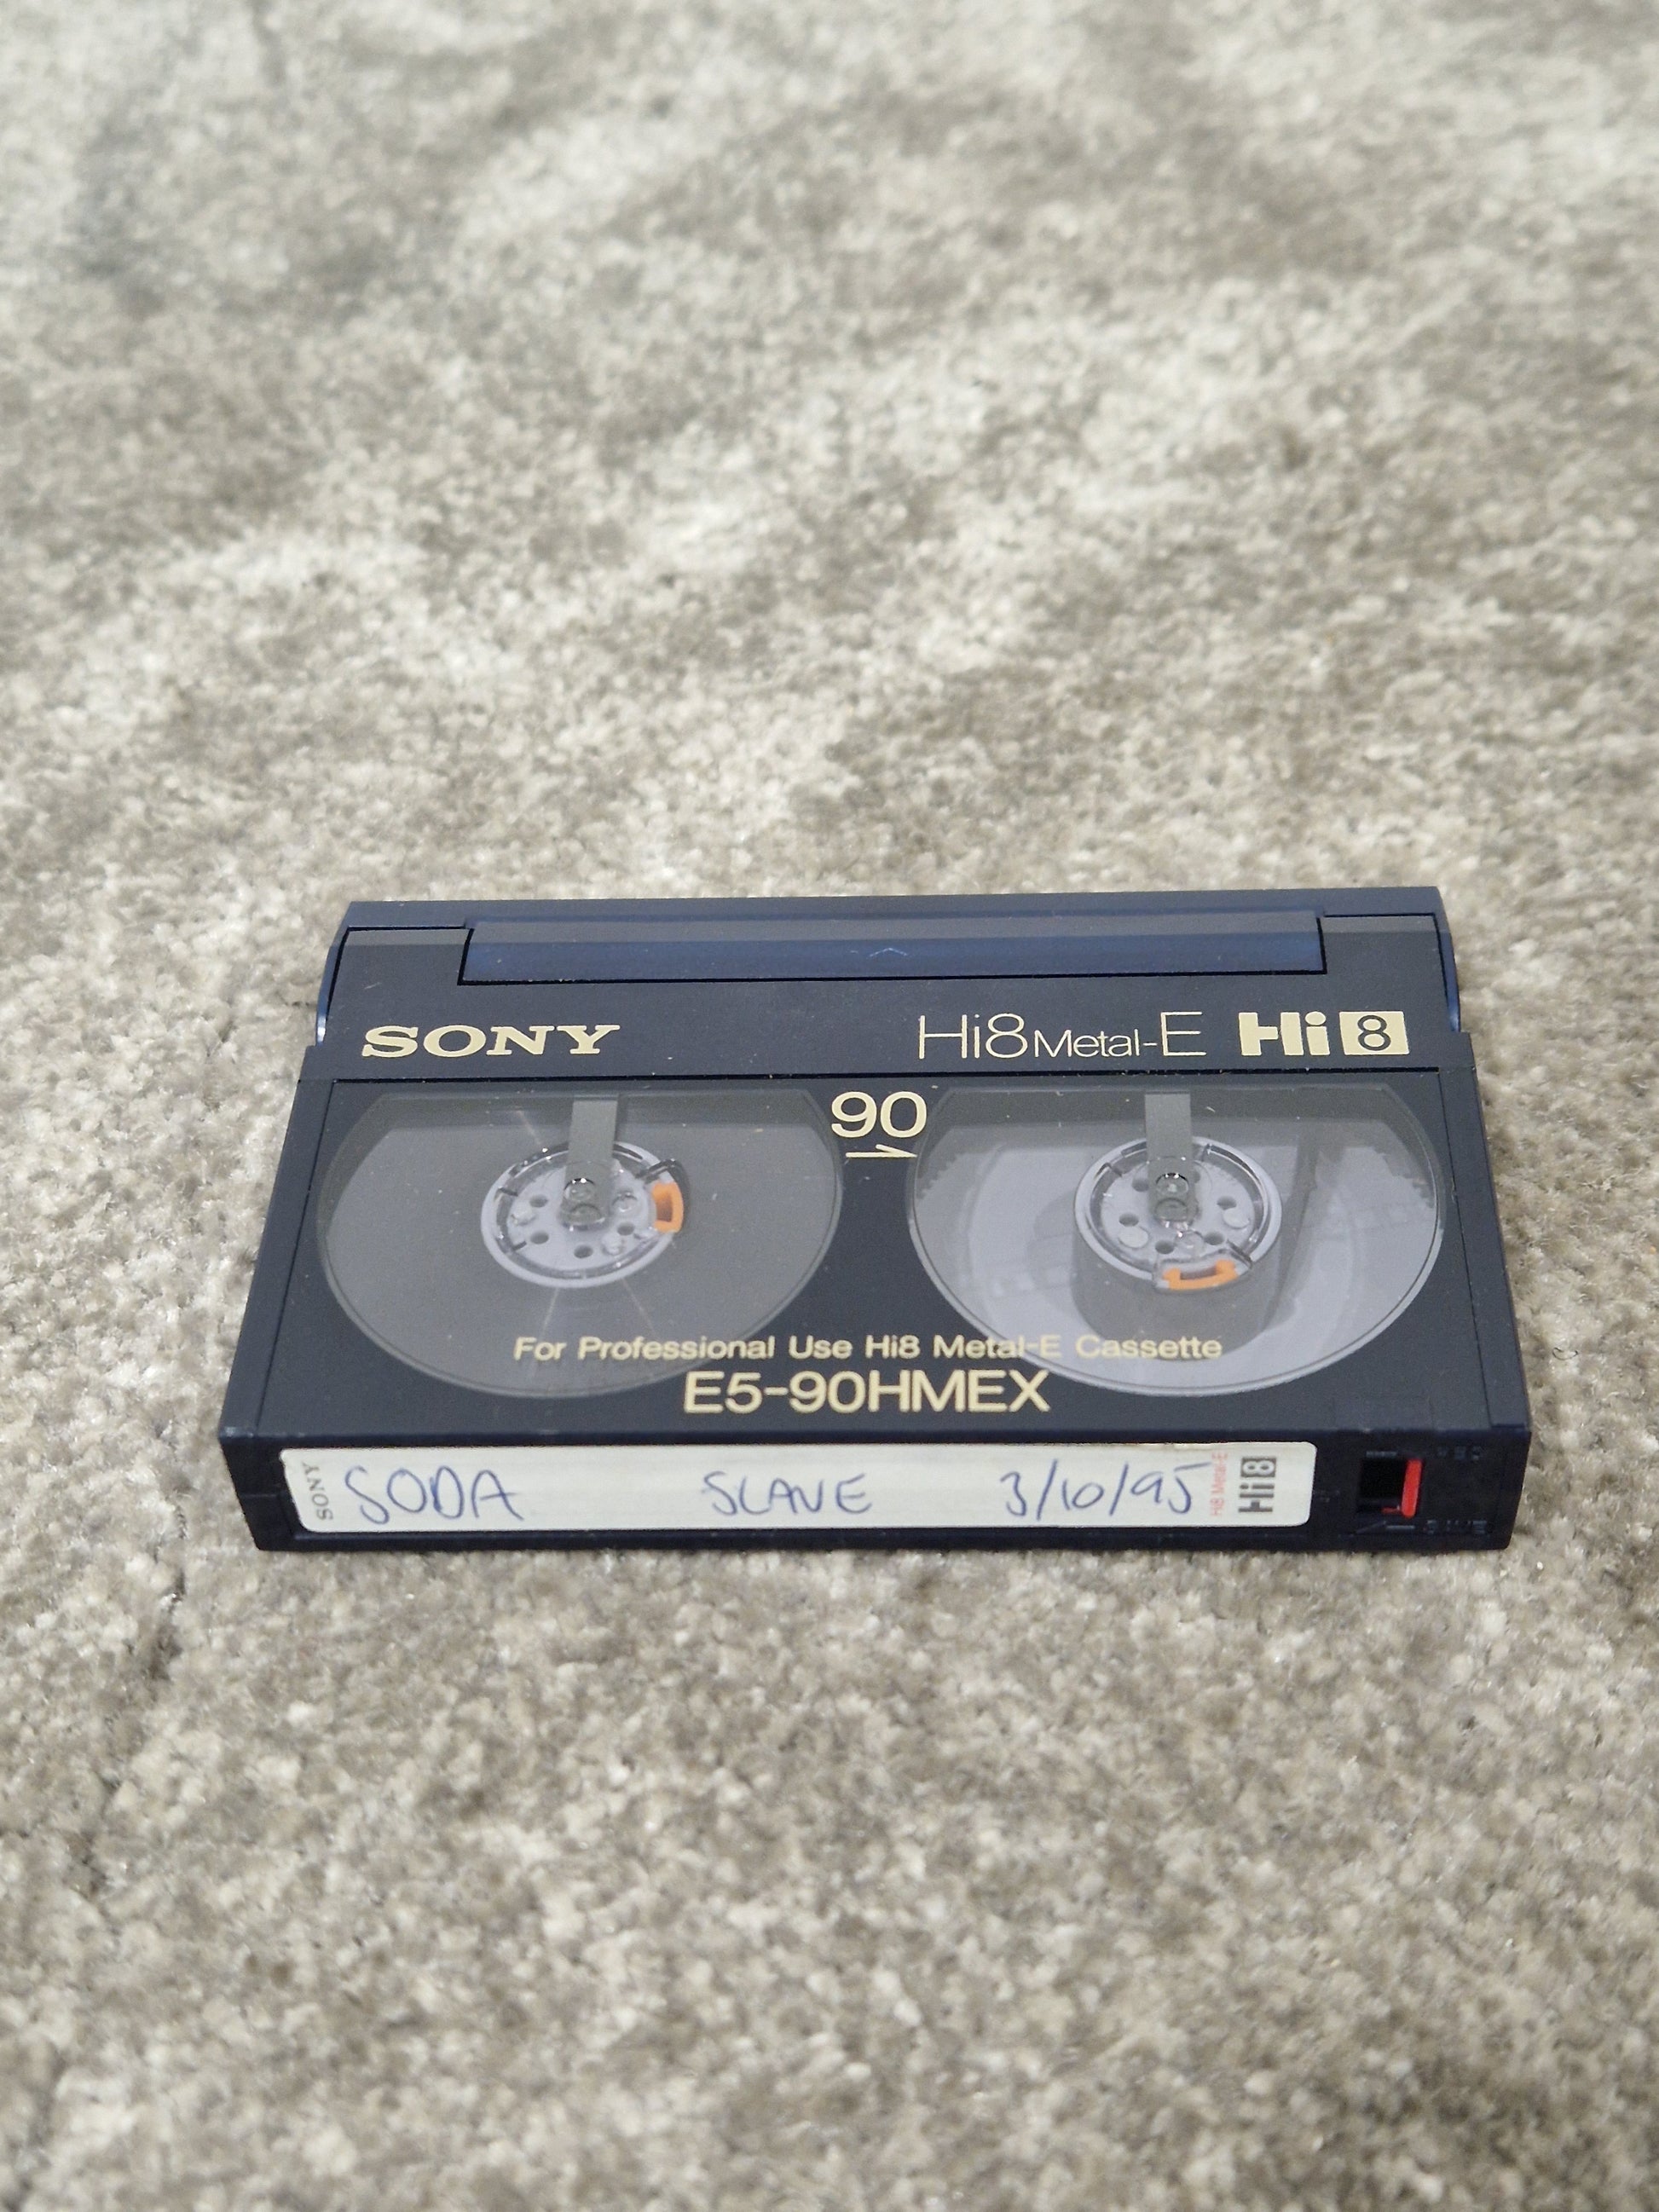 SONY Hi8 Metal-E Hi8
90
For Professional Use Hi8 Metal-E Cassette
E5-90HMEX
SONY SODA SLAVE 3/10/95 Hi8 Metal-E Hi8
REC